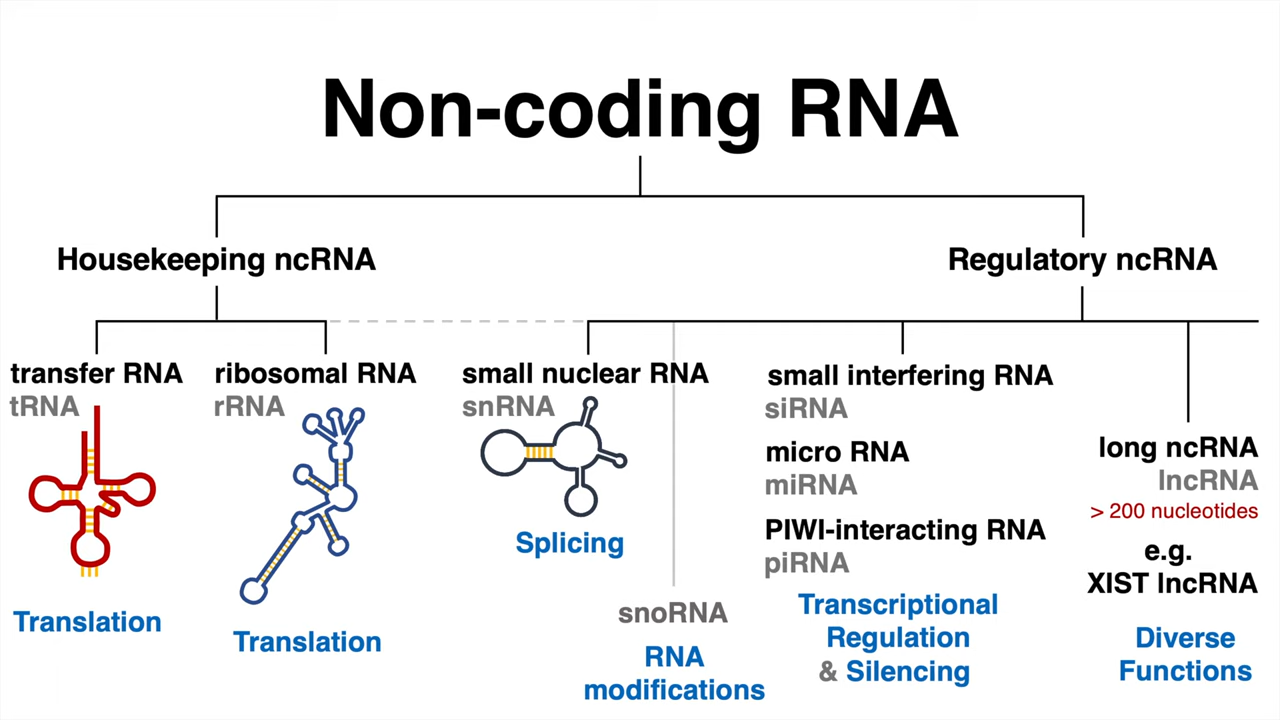 Non-coding RNA
Housekeeping ncRNA
Regulatory ncRNA
transfer RNA
tRNA
Translation
ribosomal RNA
rRNA
Translation
small nuclear RNA
snRNA
Splicing
snoRNA
RNA
modifications
small interfering RNA
siRNA
micro RNA
miRNA
PIWI-interacting RNA
piRNA
Transcriptional
Regulation
& Silencing
long ncRNA
lncRNA
> 200 nucleotides
e.g.
XIST lncRNA
Diverse
Functions